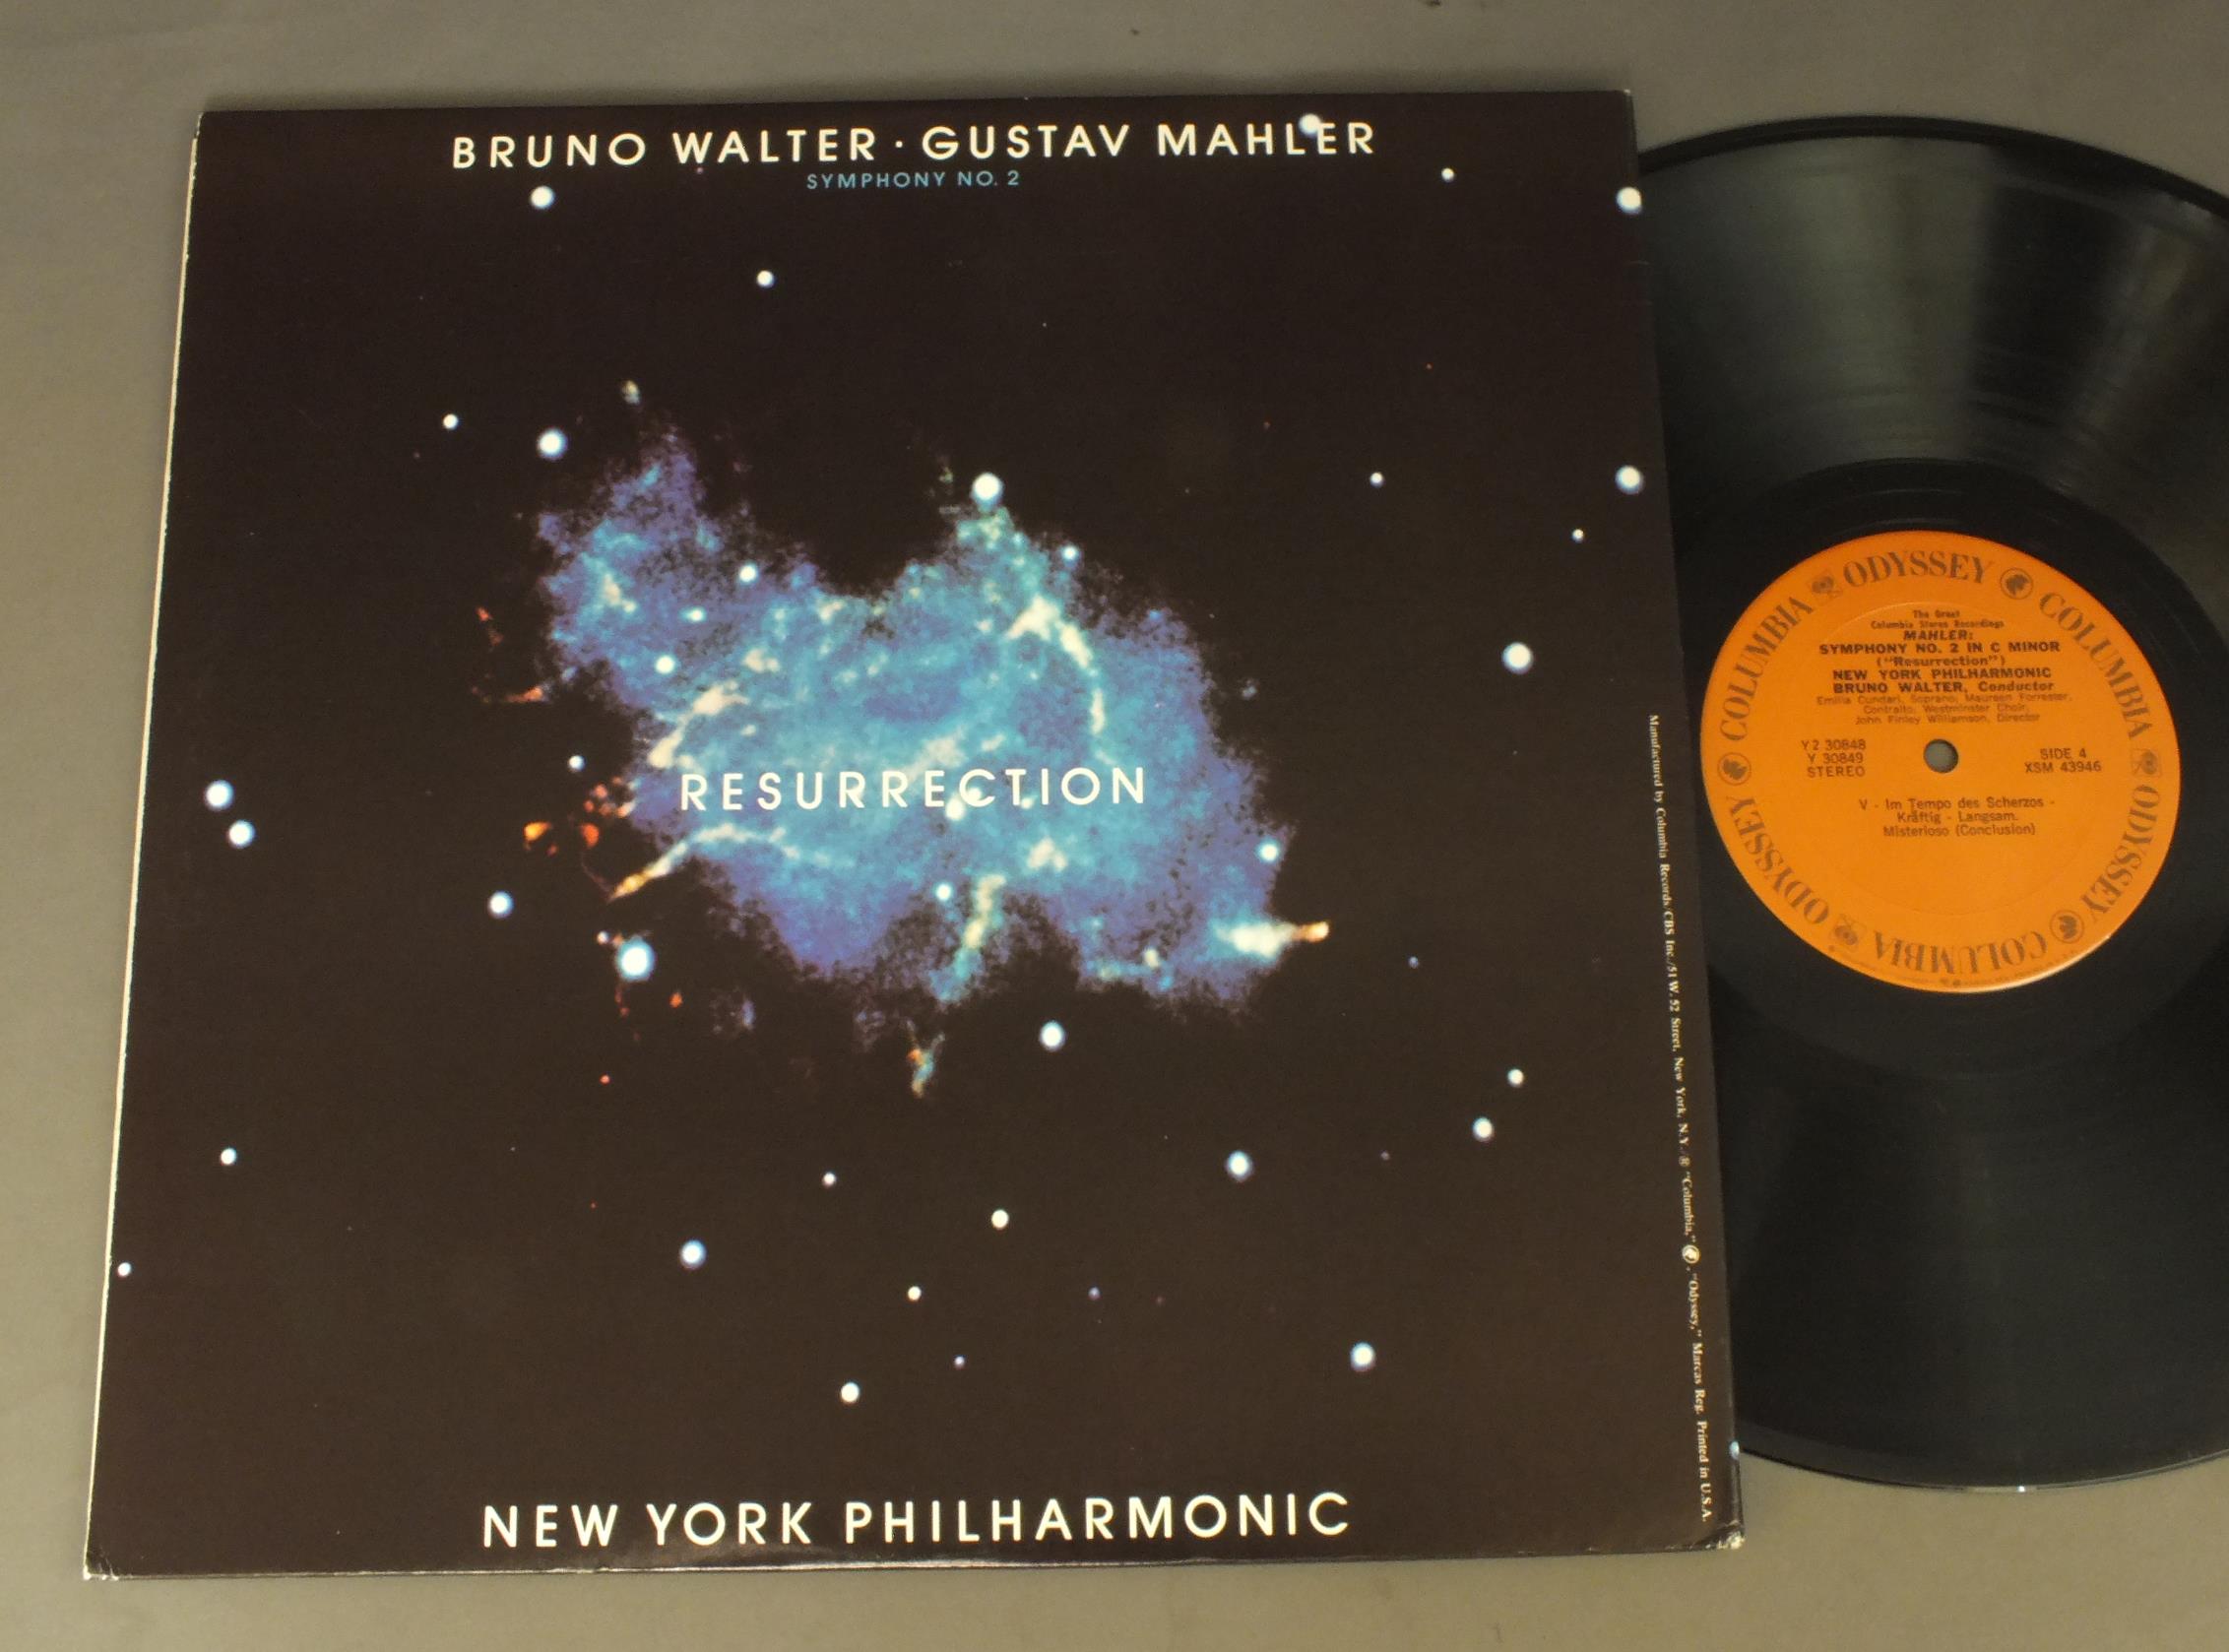 BRUNO WALTER · GUSTAV MAHLER
SYMPHONY NO. 2
RESURRECTION
NEW YORK PHILHARMONIC
Manufactured by Columbia Records/CBS Inc./51 W. 52 Street, New York, N.Y./® "Columbia," , "Odyssey," Marcas Reg. Printed in U.S.A.
COLUMBIA ODYSSEY COLUMBIA ODYSSEY COLUMBIA ODYSSEY
The Great
Columbia Stereo Recordings
MAHLER:
SYMPHONY NO. 2 IN C MINOR
("Resurrection")
NEW YORK PHILHARMONIC
BRUNO WALTER, Conductor
Emilia Cundari, Soprano; Maureen Forrester,
Contralto; Westminster Choir;
John Finley Williamson, Director
Y2 30848
Y 30849
STEREO
SIDE 4
XSM 43946
V - Im Tempo des Scherzos -
Kräftig - Langsam.
Misterioso (Conclusion)